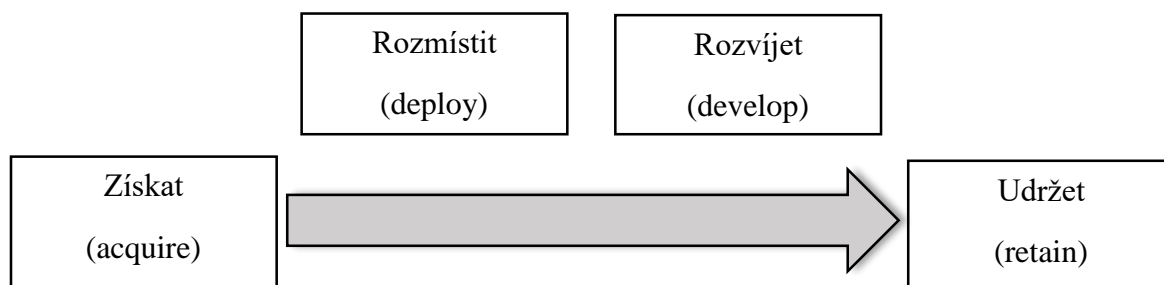 Rozmístit
(deploy)
Rozvíjet
(develop)
Získat
(acquire)
Udržet
(retain)